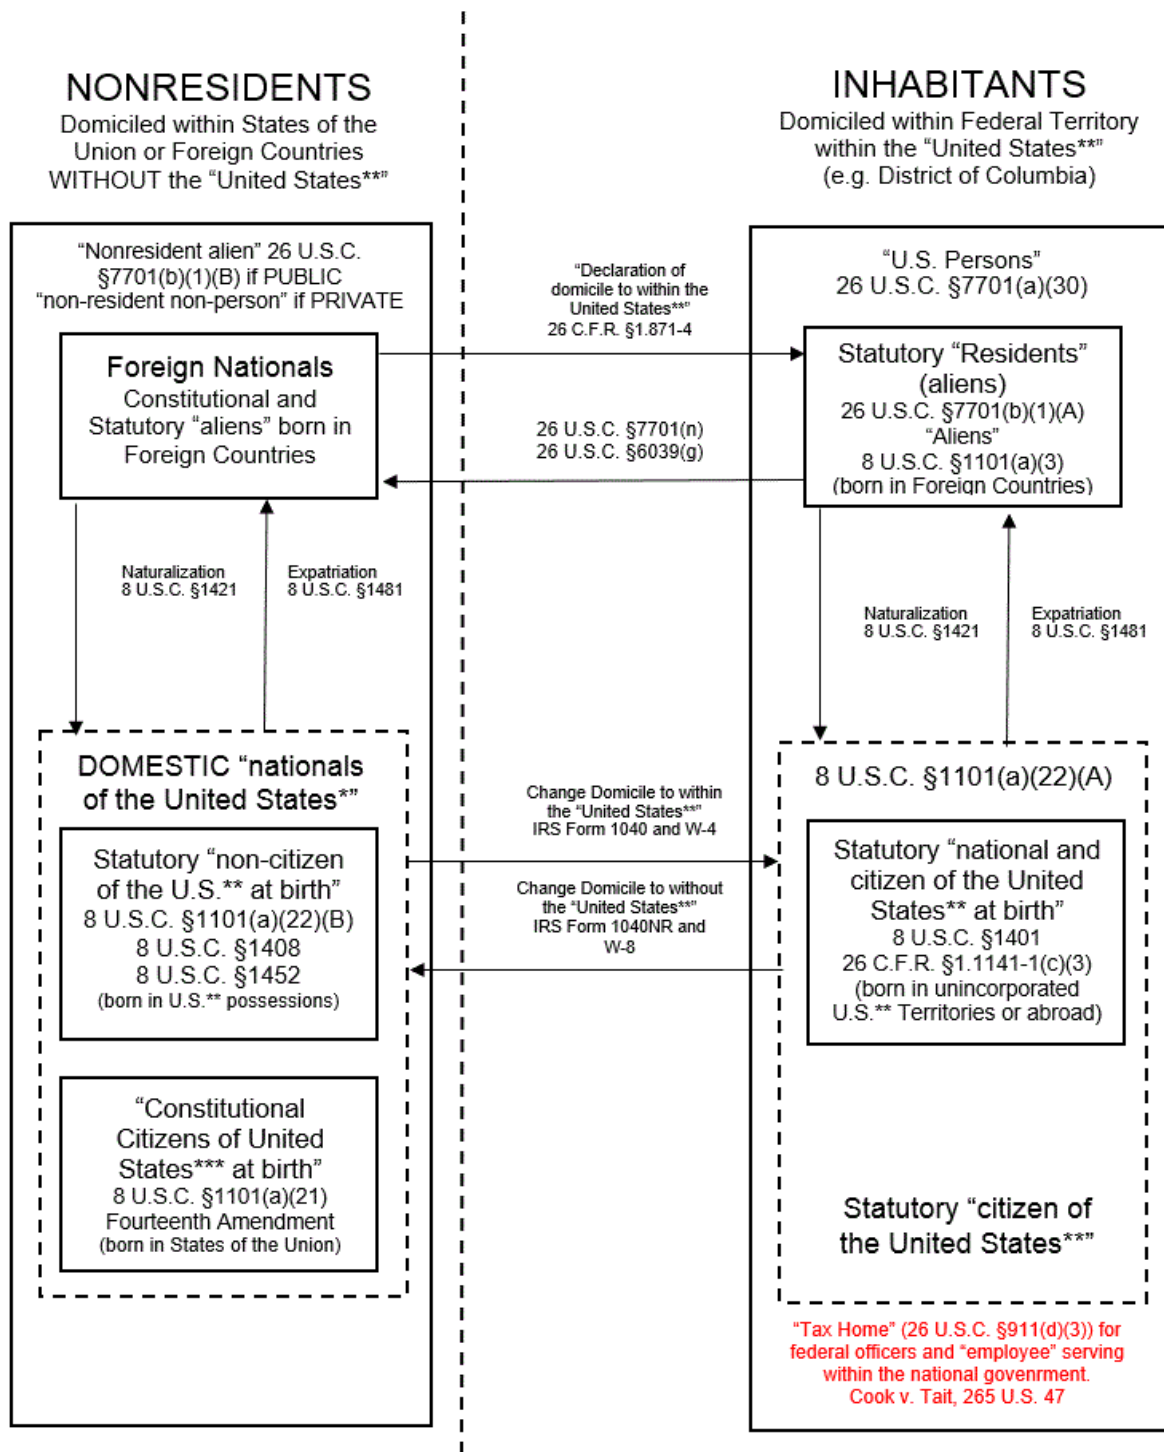 NONRESIDENTS
Domiciled within States of the
Union or Foreign Countries
WITHOUT the “United States**”
“Nonresident alien” 26 U.S.C.
§7701(b)(1)(B) if PUBLIC
“non-resident non-person” if PRIVATE
Foreign Nationals
Constitutional and
Statutory “aliens” born in
Foreign Countries
Naturalization
8 U.S.C. §1421
Expatriation
8 U.S.C. §1481
DOMESTIC “nationals
of the United States*”
Statutory “non-citizen
of the U.S.** at birth”
8 U.S.C. §1101(a)(22)(B)
8 U.S.C. §1408
8 U.S.C. §1452
(born in U.S.** possessions)
“Constitutional
Citizens of United
States*** at birth”
8 U.S.C. §1101(a)(21)
Fourteenth Amendment
(born in States of the Union)
“Declaration of
domicile to within the
United States**”
26 C.F.R. §1.871-4
26 U.S.C. §7701(n)
26 U.S.C. §6039(g)
Change Domicile to within
the “United States**”
IRS Form 1040 and W-4
Change Domicile to without
the “United States**”
IRS Form 1040NR and
W-8
INHABITANTS
Domiciled within Federal Territory
within the “United States**”
(e.g. District of Columbia)
“U.S. Persons”
26 U.S.C. §7701(a)(30)
Statutory “Residents”
(aliens)
26 U.S.C. §7701(b)(1)(A)
“Aliens”
8 U.S.C. §1101(a)(3)
(born in Foreign Countries)
Naturalization
8 U.S.C. §1421
Expatriation
8 U.S.C. §1481
8 U.S.C. §1101(a)(22)(A)
Statutory “national and
citizen of the United
States** at birth”
8 U.S.C. §1401
26 C.F.R. §1.1141-1(c)(3)
(born in unincorporated
U.S.** Territories or abroad)
Statutory “citizen of
the United States**”
“Tax Home” (26 U.S.C. §911(d)(3)) for
federal officers and “employee” serving
within the national govenrment.
Cook v. Tait, 265 U.S. 47